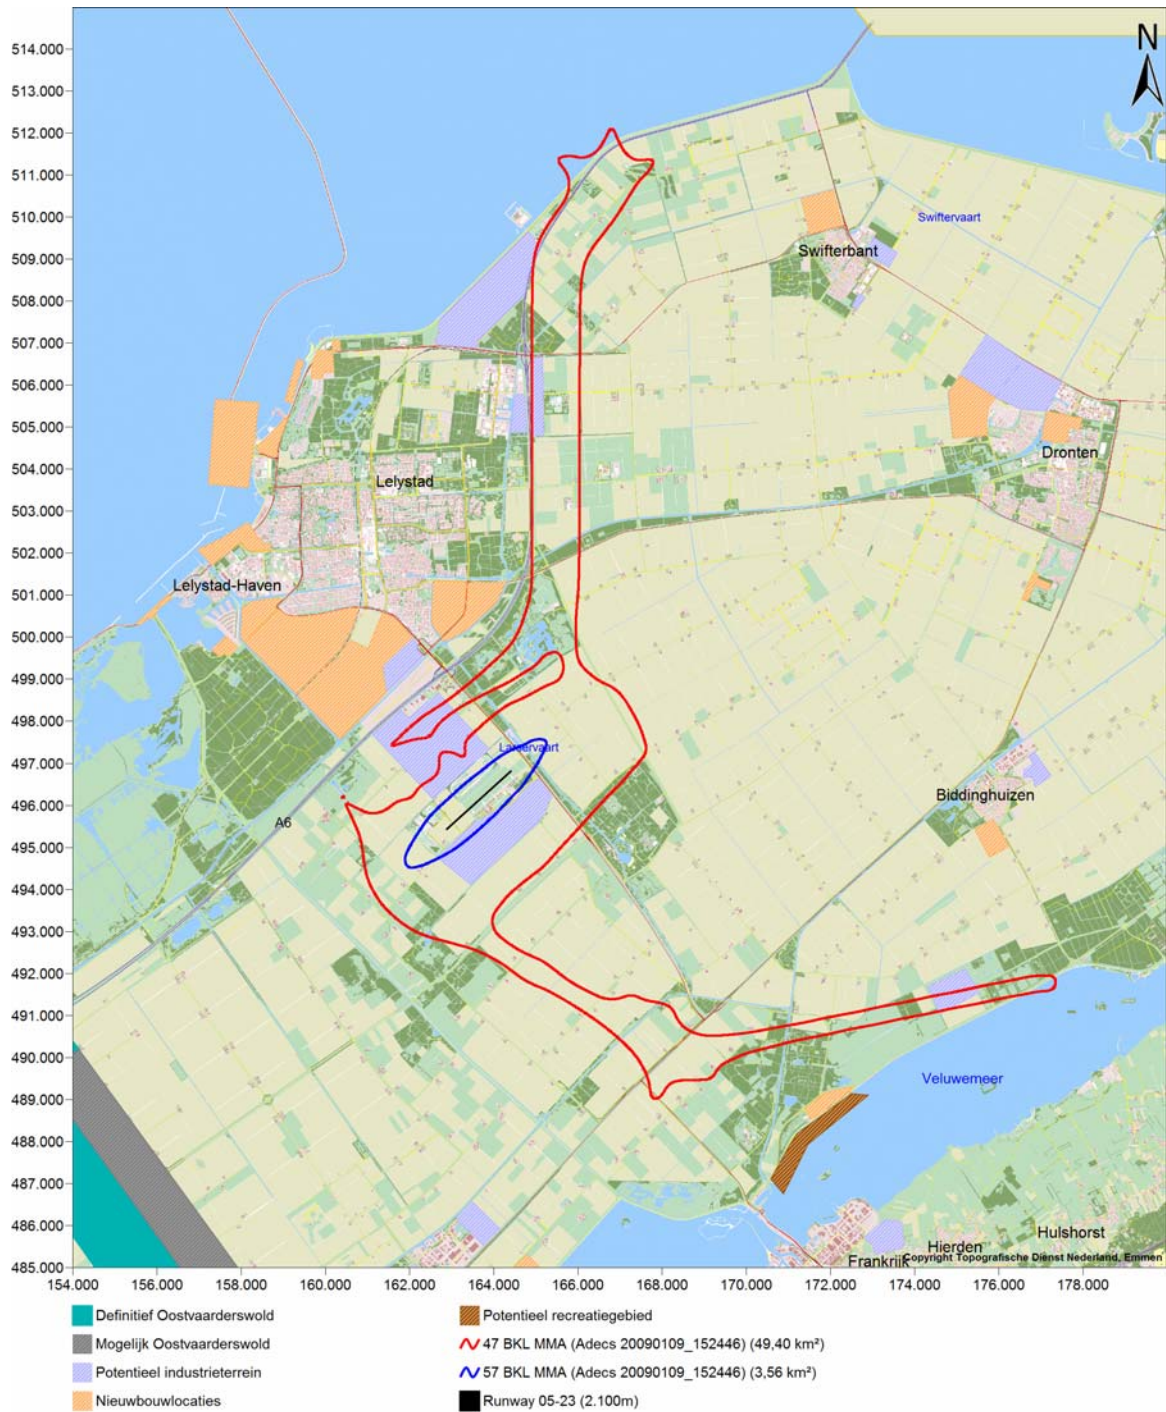 N
514.000
513.000
512.000
511.000
510.000
509.000
508.000
507.000
506.000
505.000
504.000
503.000
502.000
501.000
500.000
499.000
498.000
497.000
496.000
495.000
494.000
493.000
492.000
491.000
490.000
489.000
488.000
487.000
486.000
485.000
Swiftervaart
Swifterbant
Dronten
Lelystad
Lelystad-Haven
Larservaart
Biddinghuizen
A6
Veluwemeer
Hulshorst
Hierden
Frankrijk
Copyright Topografische Dienst Nederland, Emmen
154.000 156.000 158.000 160.000 162.000 164.000 166.000 168.000 170.000 172.000 174.000 176.000 178.000
Definitief Oostvaarderswold
Mogelijk Oostvaarderswold
Potentieel industrieterrein
Nieuwbouwlocaties
Potentieel recreatiegebied
47 BKL MMA (Adecs 20090109_152446) (49,40 km²)
57 BKL MMA (Adecs 20090109_152446) (3,56 km²)
Runway 05-23 (2.100m)